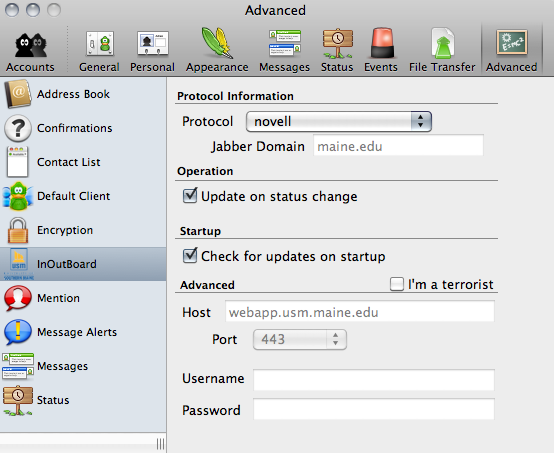 Advanced
Accounts General Personal Appearance Messages Status Events File Transfer Advanced
Address Book
Confirmations
Contact List
Default Client
Encryption
InOutBoard
Mention
Message Alerts
Messages
Status
Protocol Information
Protocol novell
Jabber Domain maine.edu
Operation
Update on status change
Startup
Check for updates on startup
Advanced I'm a terrorist
Host webapp.usm.maine.edu
Port 443
Username
Password